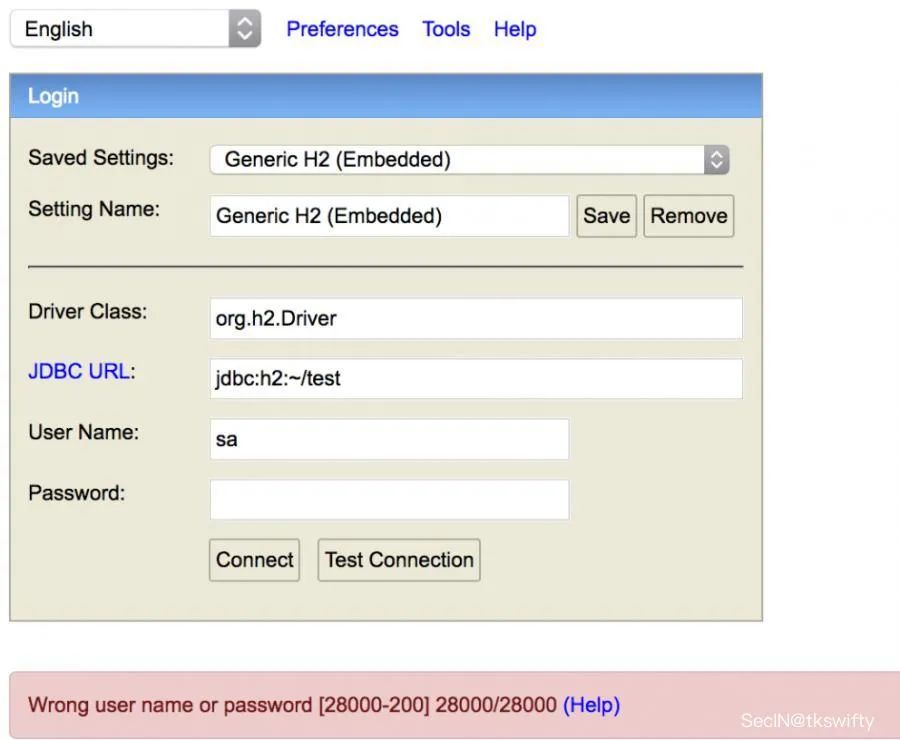 English Preferences Tools Help
Login
Saved Settings: Generic H2 (Embedded)
Setting Name: Generic H2 (Embedded) Save Remove
Driver Class: org.h2.Driver
JDBC URL: jdbc:h2:~/test
User Name: sa
Password:
Connect Test Connection
Wrong user name or password [28000-200] 28000/28000 (Help)
SecIN@tkswifty